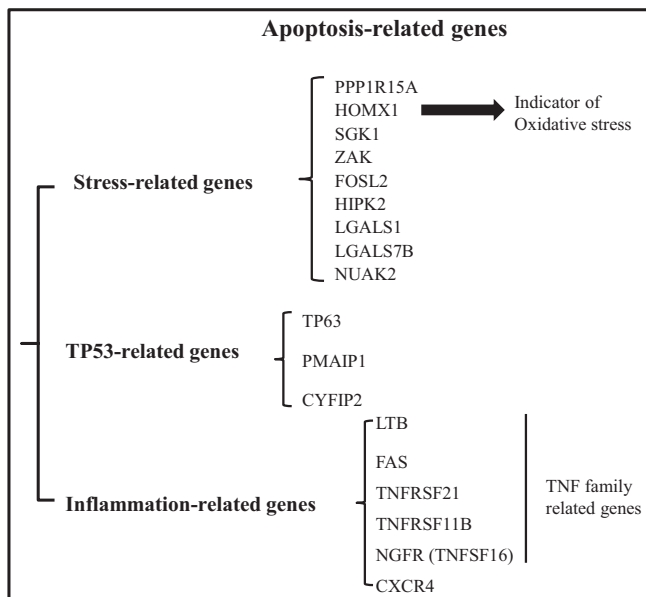 Apoptosis-related genes
Stress-related genes
PPP1R15A
HOMX1
SGK1
ZAK
FOSL2
HIPK2
LGALS1
LGALS7B
NUAK2
Indicator of
Oxidative stress
TP53-related genes
TP63
PMAIP1
CYFIP2
Inflammation-related genes
LTB
FAS
TNFRSF21
TNFRSF11B
NGFR (TNFSF16)
CXCR4
TNF family
related genes